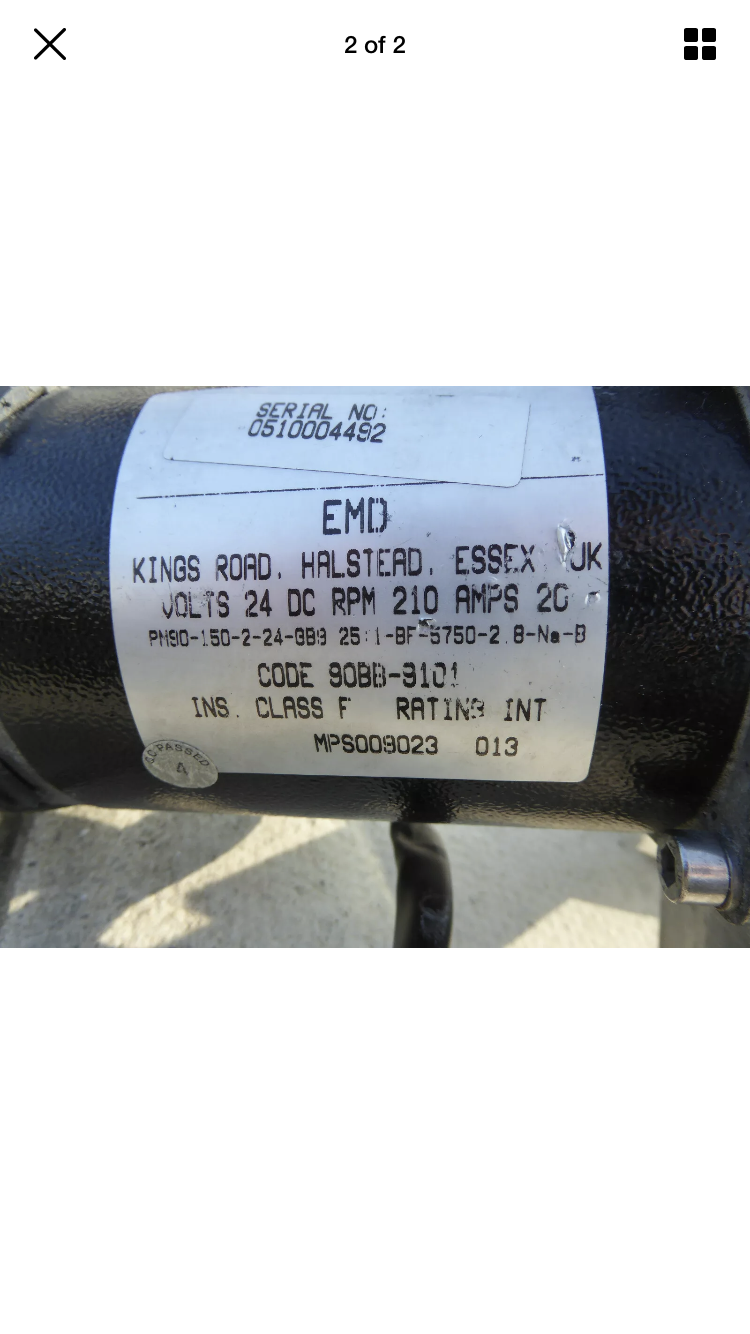 2 of 2
SERIAL NO:
0510004492
EMD
KINGS ROAD, HALSTEAD, ESSEX UK
VOLTS 24 DC RPM 210 AMPS 20
PM90-150-2-24-GB9 25:1-BF-5750-2.8-Na-B
CODE 90BB-9101
INS. CLASS F RATING INT
MPS009023 013
PASSED
A